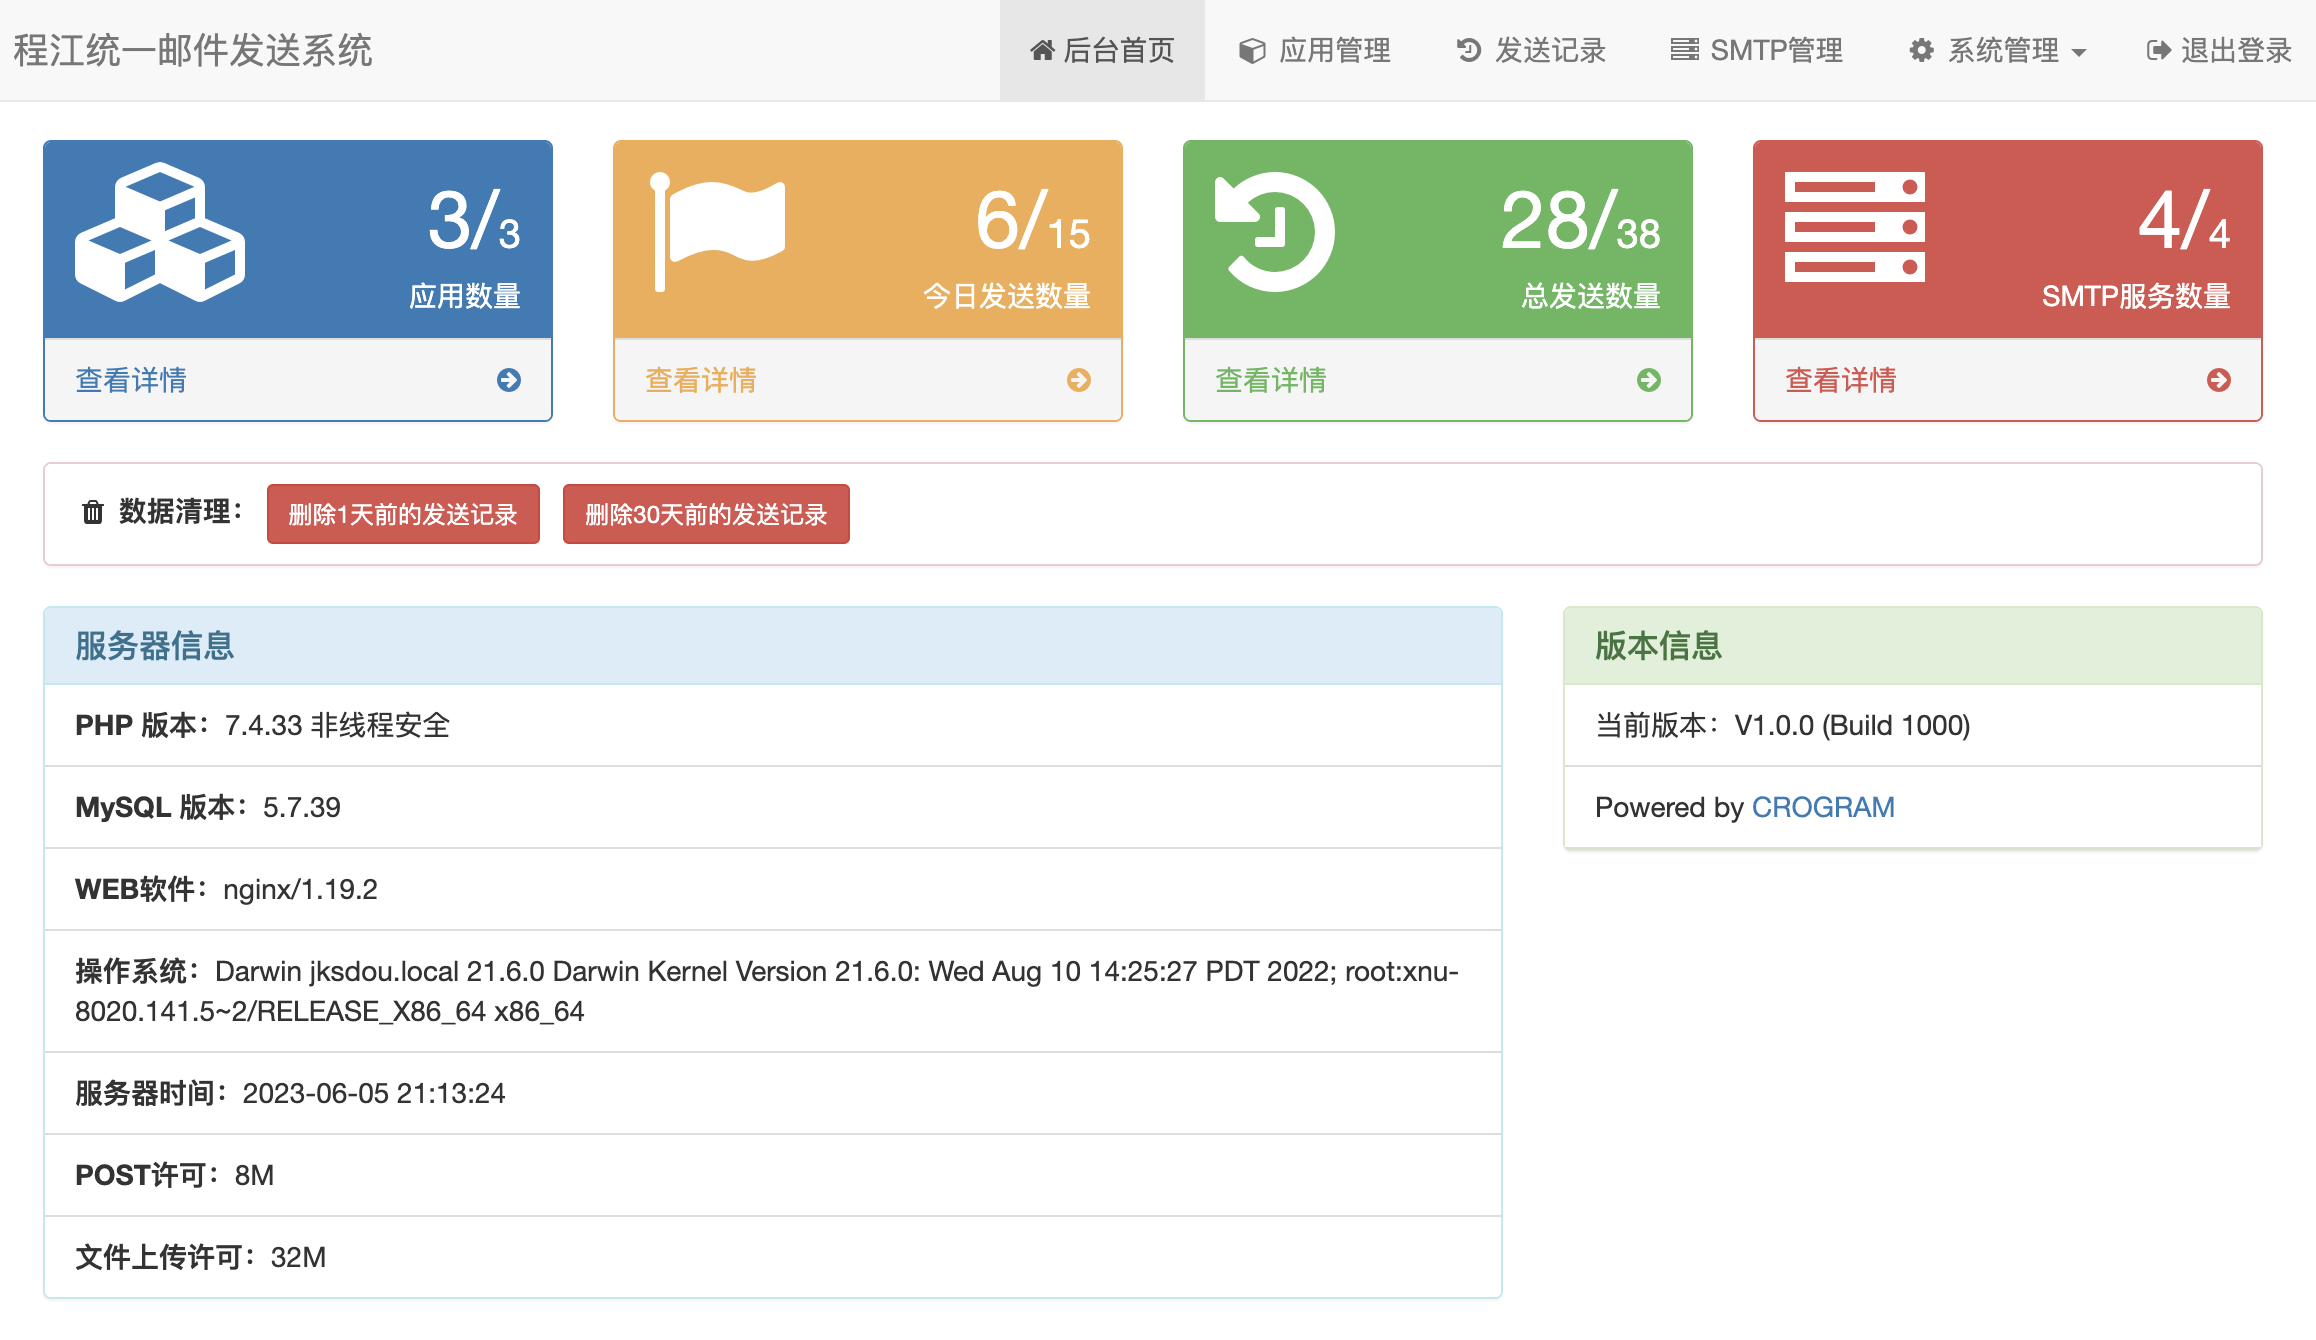 程江统一邮件发送系统
后台首页 应用管理 发送记录 SMTP管理 系统管理 退出登录
3/3
应用数量
查看详情
6/15
今日发送数量
查看详情
28/38
总发送数量
查看详情
4/4
SMTP服务数量
查看详情
数据清理： 删除1天前的发送记录 删除30天前的发送记录
服务器信息
PHP 版本：7.4.33 非线程安全
MySQL 版本：5.7.39
WEB软件：nginx/1.19.2
操作系统：Darwin jksdou.local 21.6.0 Darwin Kernel Version 21.6.0: Wed Aug 10 14:25:27 PDT 2022; root:xnu-
8020.141.5~2/RELEASE_X86_64 x86_64
服务器时间：2023-06-05 21:13:24
POST许可：8M
文件上传许可：32M
版本信息
当前版本：V1.0.0 (Build 1000)
Powered by CROGRAM